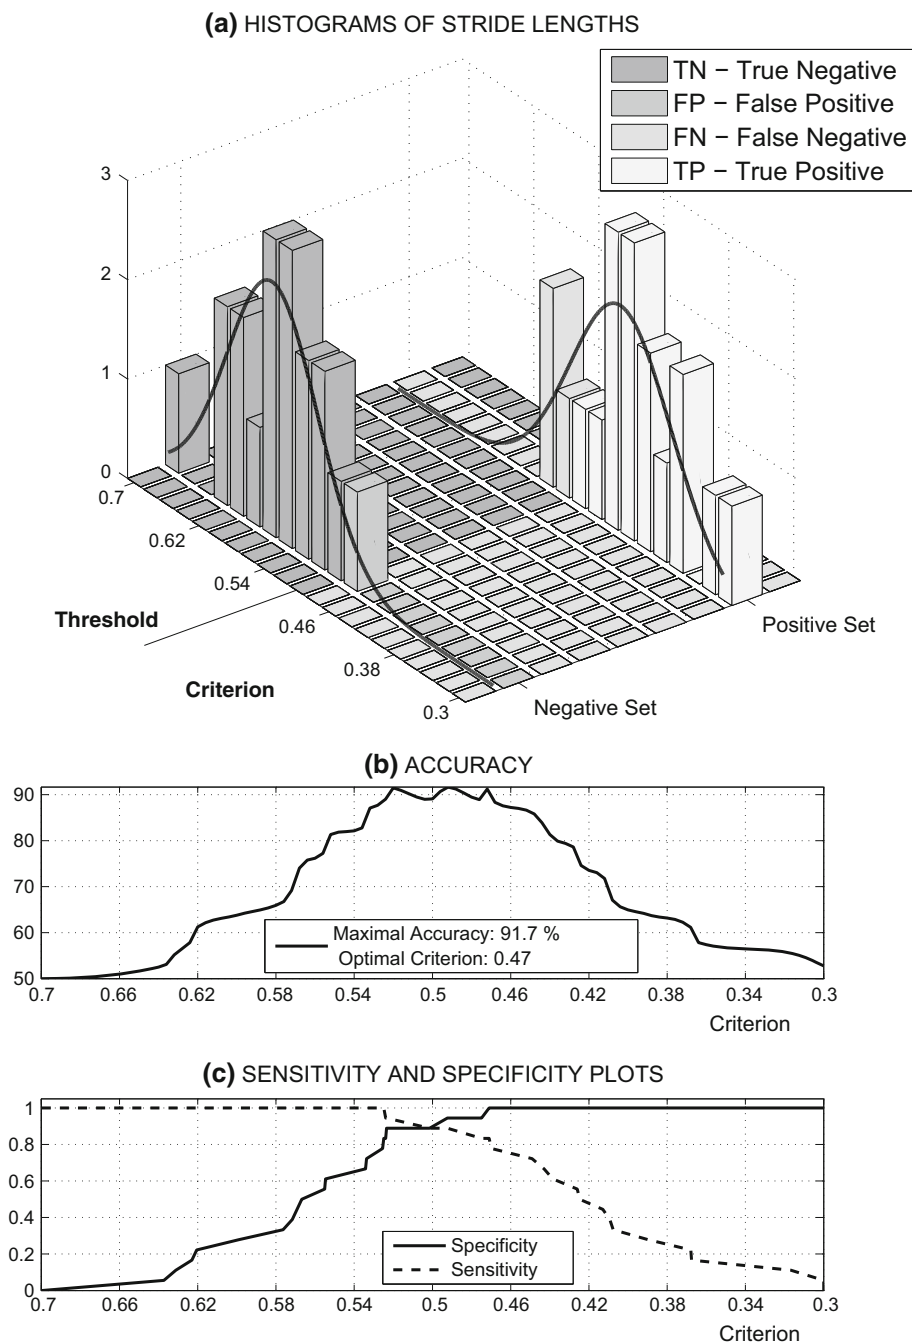 (a) HISTOGRAMS OF STRIDE LENGTHS
TN − True Negative
FP − False Positive
FN − False Negative
TP − True Positive
3
2
1
0
0.7
0.62
0.54
0.46
0.38
0.3
Threshold
Criterion
Positive Set
Negative Set
(b) ACCURACY
90
80
70
60
50
Maximal Accuracy: 91.7 %
Optimal Criterion: 0.47
0.7 0.66 0.62 0.58 0.54 0.5 0.46 0.42 0.38 0.34 0.3
Criterion
(c) SENSITIVITY AND SPECIFICITY PLOTS
1
0.8
0.6
0.4
0.2
0
Specificity
Sensitivity
0.7 0.66 0.62 0.58 0.54 0.5 0.46 0.42 0.38 0.34 0.3
Criterion